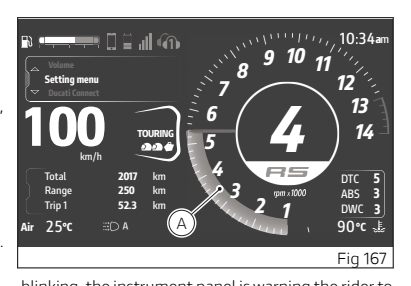 10:34am
Volume
Setting menu
Ducati Connect
100
km/h
TOURING
Total 2017 km
Range 250 km
Trip 1 52.3 km
Air 25°C
A
14
13
12
11
10
9
8
7
6
5
4
3
2
1
4
RS
rpm x1000
A
DTC 5
ABS 3
DWC 3
90°C
Fig 167
blinking, the instrument panel is warning the rider to